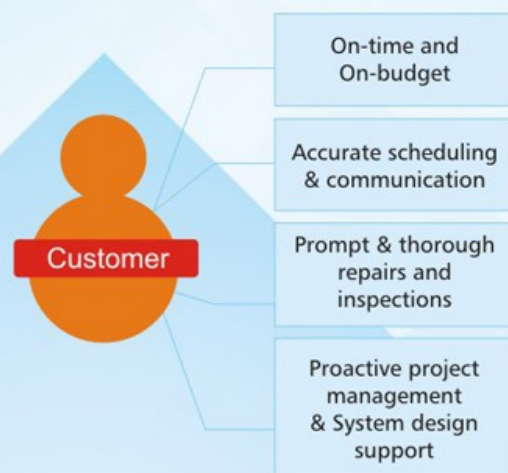 On-time and
On-budget
Accurate scheduling
& communication
Customer
Prompt & thorough
repairs and
inspections
Proactive project
management
& System design
support